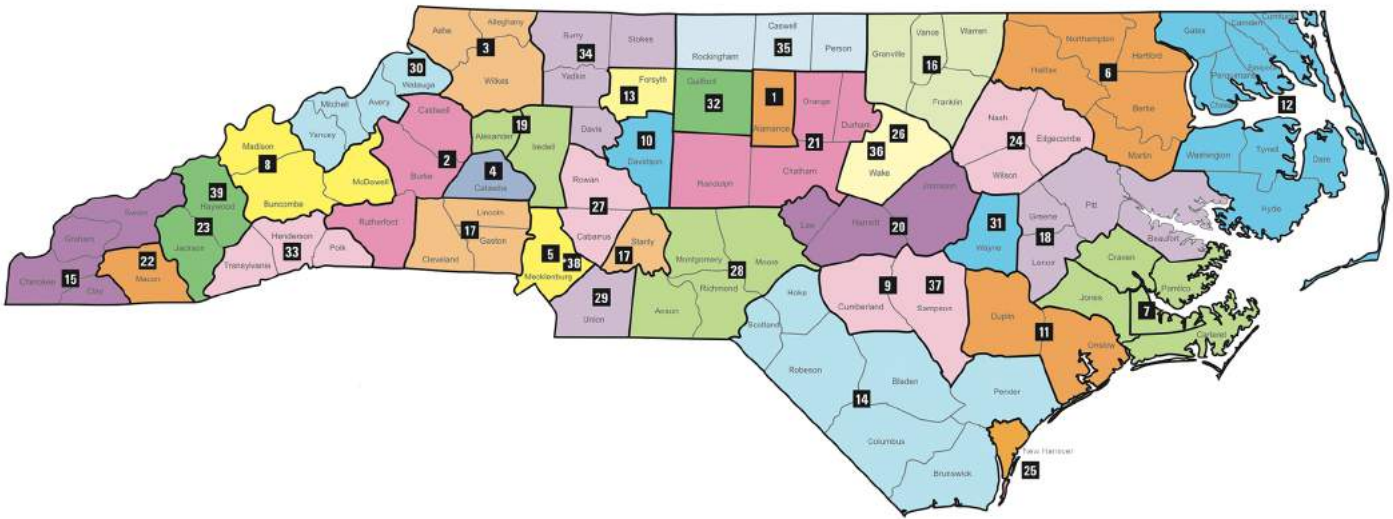 Ashe
Alleghany
3
Wilkes
Surry
34
Stokes
Yadkin
Rockingham
Caswell
35
Person
Granville
Vance
Warren
16
Franklin
Northampton
Hertford
Halifax
6
Bertie
Martin
Gates
Camden
Perquimans
12
30
Watauga
Mitchell
Avery
Yancey
Caldwell
2
Burke
Forsyth
13
Guilford
32
1
Alamance
Orange
Durham
21
Chatham
Randolph
26
36
Wake
Nash
Edgecombe
24
Wilson
Washington
Tyrrell
Dare
Hyde
Madison
8
McDowell
Buncombe
19
Alexander
Iredell
Davie
10
Davidson
4
Catawba
Rowan
27
Cabarrus
39
Haywood
23
Jackson
Swain
Graham
15
Cherokee
Clay
22
Macon
Henderson
33
Polk
Transylvania
Rutherford
Lincoln
17
Gaston
Cleveland
5
38
Mecklenburg
17
Stanly
29
Union
Montgomery
28
Moore
Richmond
Anson
Lee
Harnett
20
Johnston
31
Wayne
Greene
Pitt
18
Lenoir
Beaufort
Craven
Pamlico
Jones
7
Carteret
Hoke
Scotland
9
37
Cumberland
Sampson
Duplin
11
Onslow
Robeson
Bladen
14
Pender
Columbus
Brunswick
New Hanover
25